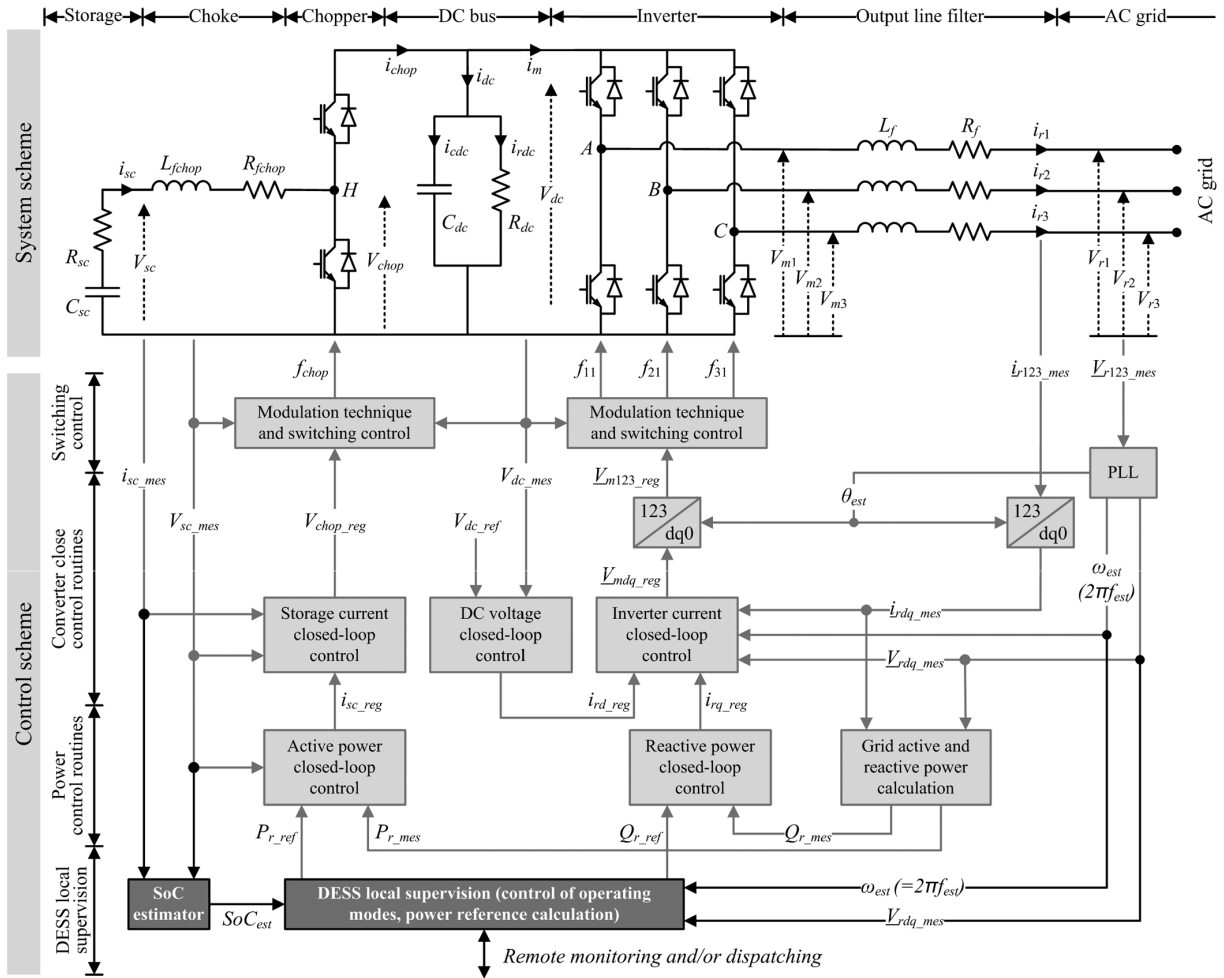 Storage
Choke
Chopper
DC bus
Inverter
Output line filter
AC grid
System scheme
i_chop
i_dc
i_m
i_cdc
i_rdc
C_dc
R_dc
V_dc
i_sc
L_fchop
R_fchop
H
R_sc
C_sc
V_sc
V_chop
A
B
C
L_f
R_f
i_r1
i_r2
i_r3
V_m1
V_m2
V_m3
V_r1
V_r2
V_r3
AC grid
Control scheme
Switching control
Converter close control routines
Power control routines
DESS local supervision
f_chop
f_11
f_21
f_31
i_r123_mes
V_r123_mes
Modulation technique
and switching control
Modulation technique
and switching control
i_sc_mes
V_sc_mes
V_chop_reg
V_dc_mes
V_dc_ref
V_m123_reg
θ_est
PLL
123
dq0
123
dq0
V_mdq_reg
ω_est
(2πf_est)
Storage current
closed-loop
control
DC voltage
closed-loop
control
Inverter current
closed-loop
control
i_rdq_mes
V_rdq_mes
i_sc_reg
i_rd_reg
i_rq_reg
Active power
closed-loop
control
Reactive power
closed-loop
control
Grid active and
reactive power
calculation
P_r_ref
P_r_mes
Q_r_ref
Q_r_mes
SoC
estimator
SoC_est
DESS local supervision (control of operating
modes, power reference calculation)
ω_est (=2πf_est)
V_rdq_mes
Remote monitoring and/or dispatching